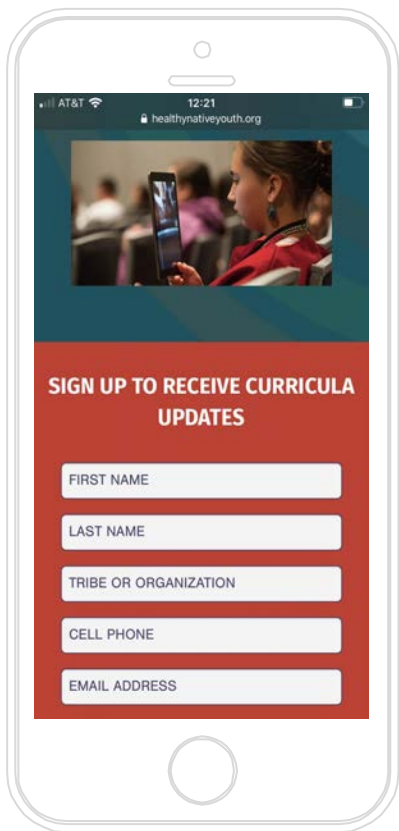 AT&T 12:21
healthynativeyouth.org
SIGN UP TO RECEIVE CURRICULA
UPDATES
FIRST NAME
LAST NAME
TRIBE OR ORGANIZATION
CELL PHONE
EMAIL ADDRESS